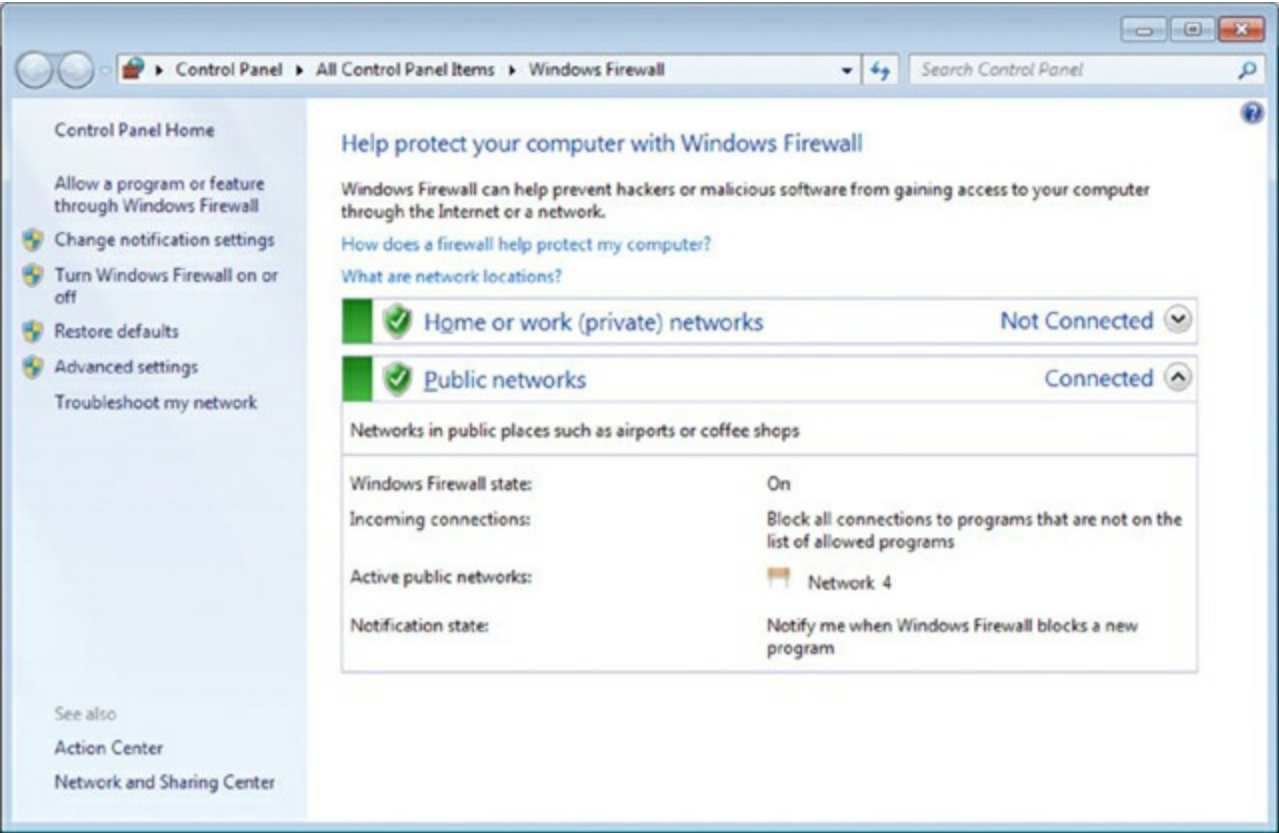 Control Panel ▸ All Control Panel Items ▸ Windows Firewall
Search Control Panel
Control Panel Home
Allow a program or feature
through Windows Firewall
Change notification settings
Turn Windows Firewall on or
off
Restore defaults
Advanced settings
Troubleshoot my network
See also
Action Center
Network and Sharing Center
Help protect your computer with Windows Firewall
Windows Firewall can help prevent hackers or malicious software from gaining access to your computer
through the Internet or a network.
How does a firewall help protect my computer?
What are network locations?
Home or work (private) networks Not Connected
Public networks Connected
Networks in public places such as airports or coffee shops
Windows Firewall state: On
Incoming connections: Block all connections to programs that are not on the
list of allowed programs
Active public networks: Network 4
Notification state: Notify me when Windows Firewall blocks a new
program